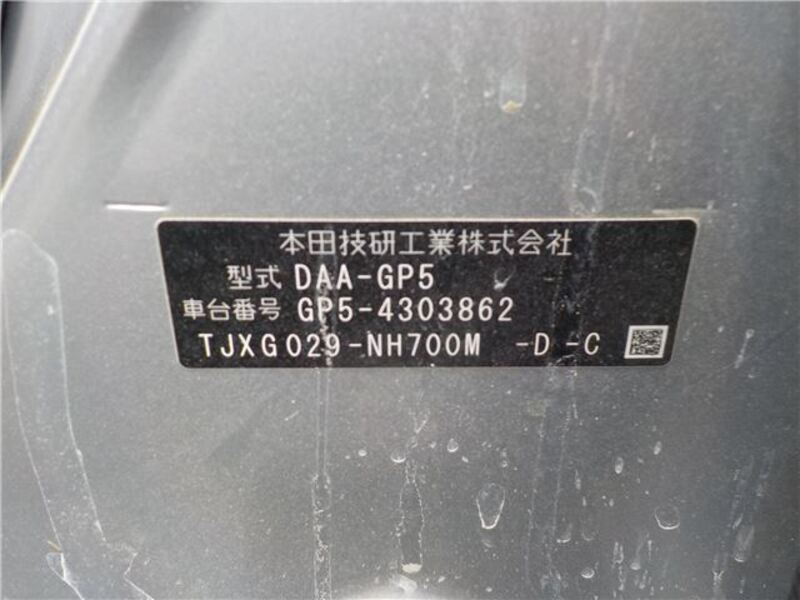 本田技研工業株式会社
型式 DAA-GP5
車台番号 GP5-4303862
TJXG029-NH700M -D -C